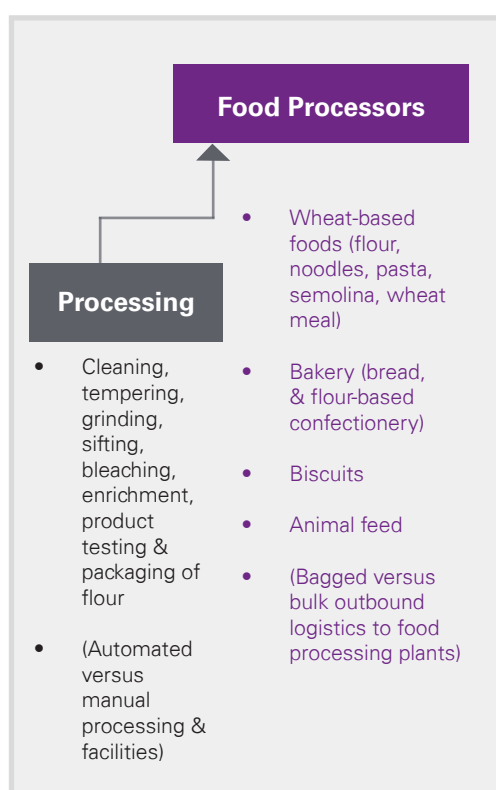 Food Processors
• Wheat-based
foods (flour,
noodles, pasta,
semolina, wheat
meal)
• Bakery (bread,
& flour-based
confectionery)
• Biscuits
• Animal feed
• (Bagged versus
bulk outbound
logistics to food
processing plants)
Processing
• Cleaning,
tempering,
grinding,
sifting,
bleaching,
enrichment,
product
testing &
packaging of
flour
• (Automated
versus
manual
processing &
facilities)